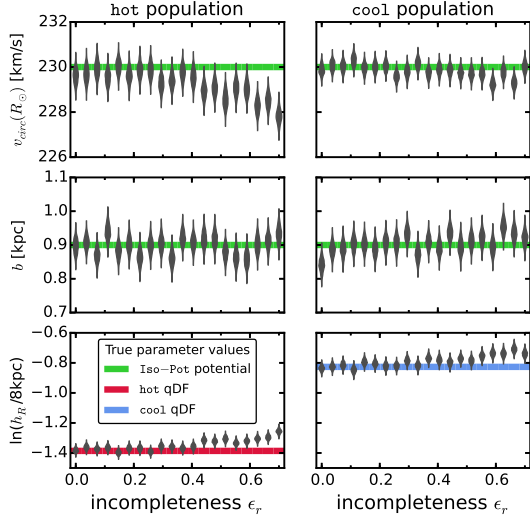 hot population
cool population
v_circ(R_⊙) [km/s]
232
230
228
226
b [kpc]
1.1
1.0
0.9
0.8
0.7
ln(h_R/8kpc)
−0.6
−0.8
−1.0
−1.2
−1.4
True parameter values
Iso−Pot potential
hot qDF
cool qDF
0.0 0.2 0.4 0.6
0.0 0.2 0.4 0.6
incompleteness ϵ_r
incompleteness ϵ_r